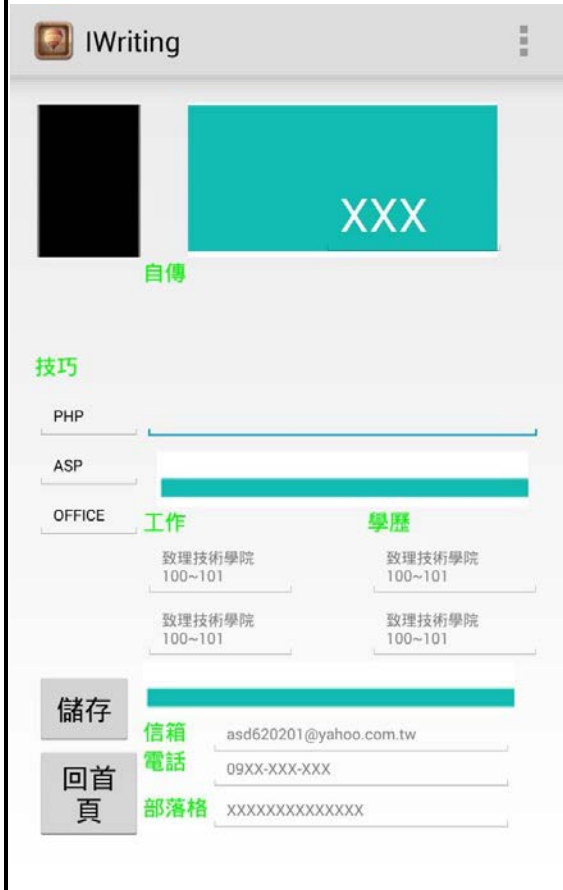 IWriting
XXX
自傳
技巧
PHP
ASP
OFFICE
工作
學歷
致理技術學院
100~101
致理技術學院
100~101
致理技術學院
100~101
致理技術學院
100~101
儲存
回首
頁
信箱
asd620201@yahoo.com.tw
電話
09XX-XXX-XXX
部落格
XXXXXXXXXXXXXX